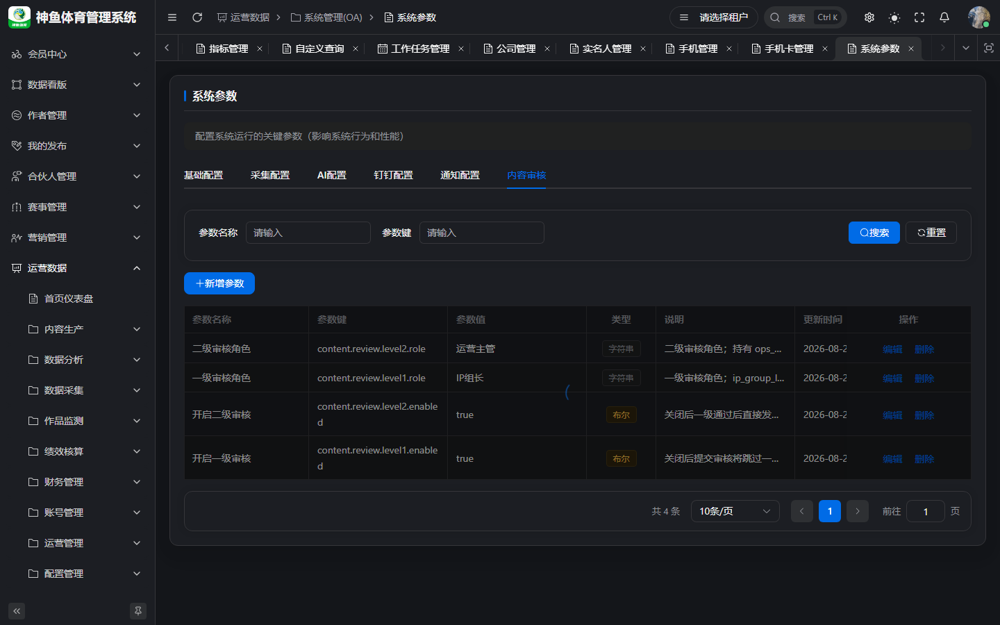 神鱼体育管理系统
运营数据
系统管理(OA)
系统参数
请选择租户
搜索 Ctrl K
指标管理
自定义查询
工作任务管理
公司管理
实名人管理
手机管理
手机卡管理
系统参数
会员中心
数据看版
作者管理
我的发布
合伙人管理
赛事管理
营销管理
运营数据
首页仪表盘
内容生产
数据分析
数据采集
作品监测
绩效核算
财务管理
账号管理
运营管理
配置管理
系统参数
配置系统运行的关键参数（影响系统行为和性能）
基础配置 采集配置 AI配置 钉钉配置 通知配置 内容审核
参数名称 请输入 参数键 请输入 搜索 重置
新增参数
参数名称 参数键 参数值 类型 说明 更新时间 操作
二级审核角色 content.review.level2.role 运营主管 字符串 二级审核角色；持有 ops_... 2026-08-2 编辑 删除
一级审核角色 content.review.level1.role IP组长 字符串 一级审核角色；ip_group_l... 2026-08-2 编辑 删除
开启二级审核 content.review.level2.enabled true 布尔 关闭后一级通过后直接发... 2026-08-2 编辑 删除
开启一级审核 content.review.level1.enabled true 布尔 关闭后提交审核将跳过一... 2026-08-2 编辑 删除
共 4 条 10条/页 1 前往 1 页